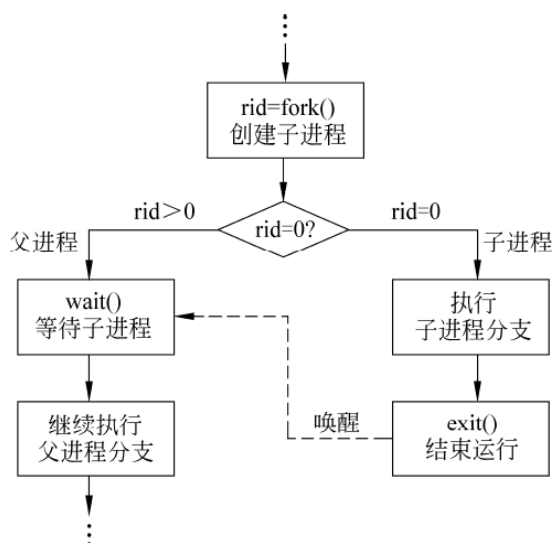 rid=fork()
创建子进程
rid>0
rid=0?
rid=0
父进程
子进程
wait()
等待子进程
执行
子进程分支
继续执行
父进程分支
唤醒
exit()
结束运行